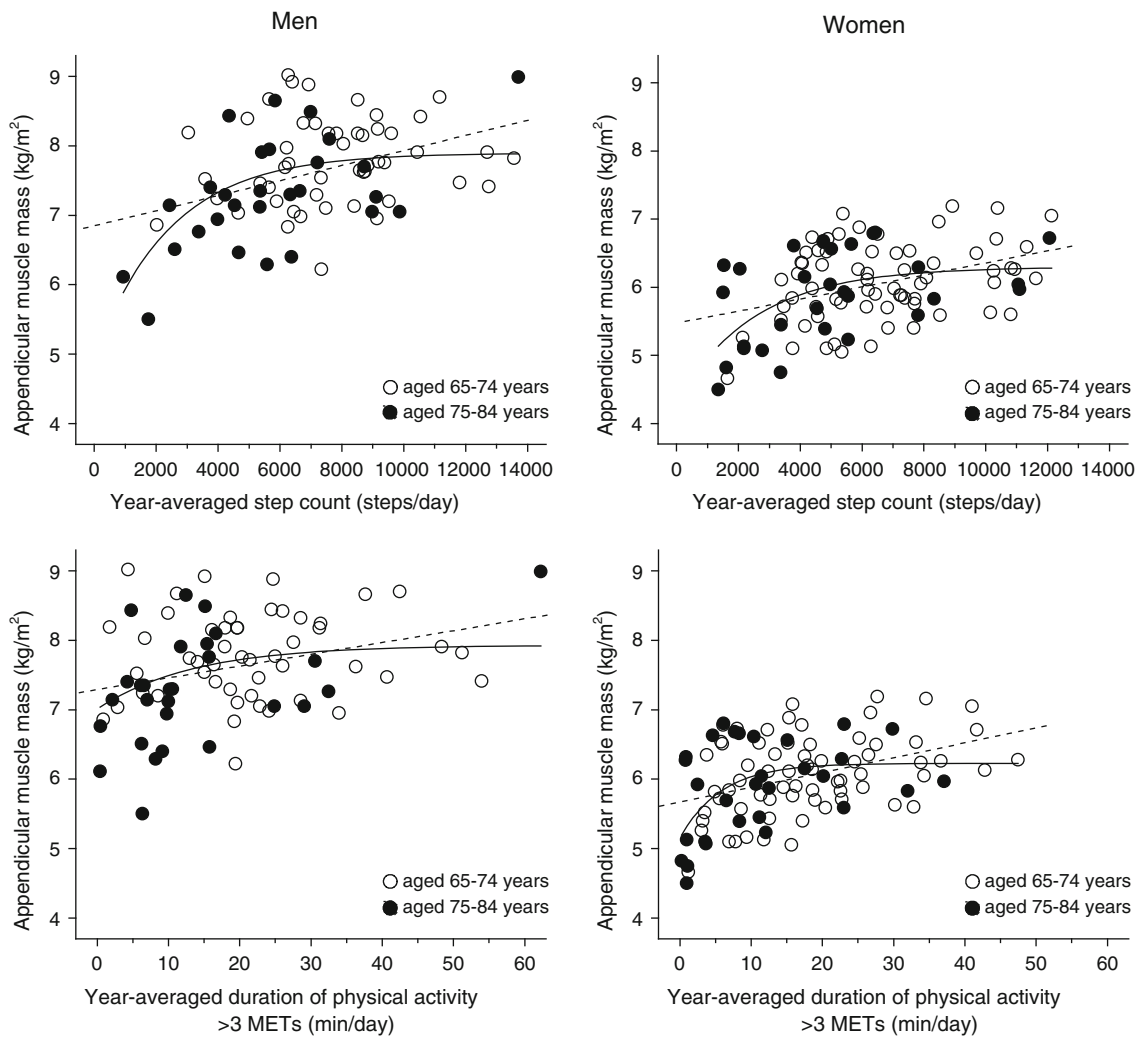 Men
Women
Appendicular muscle mass (kg/m²)
9
8
7
6
5
4
aged 65-74 years
aged 75-84 years
0 2000 4000 6000 8000 10000 12000 14000
Year-averaged step count (steps/day)
Appendicular muscle mass (kg/m²)
9
8
7
6
5
4
aged 65-74 years
aged 75-84 years
0 2000 4000 6000 8000 10000 12000 14000
Year-averaged step count (steps/day)
Appendicular muscle mass (kg/m²)
9
8
7
6
5
4
aged 65-74 years
aged 75-84 years
0 10 20 30 40 50 60
Year-averaged duration of physical activity
>3 METs (min/day)
Appendicular muscle mass (kg/m²)
9
8
7
6
5
4
aged 65-74 years
aged 75-84 years
0 10 20 30 40 50 60
Year-averaged duration of physical activity
>3 METs (min/day)